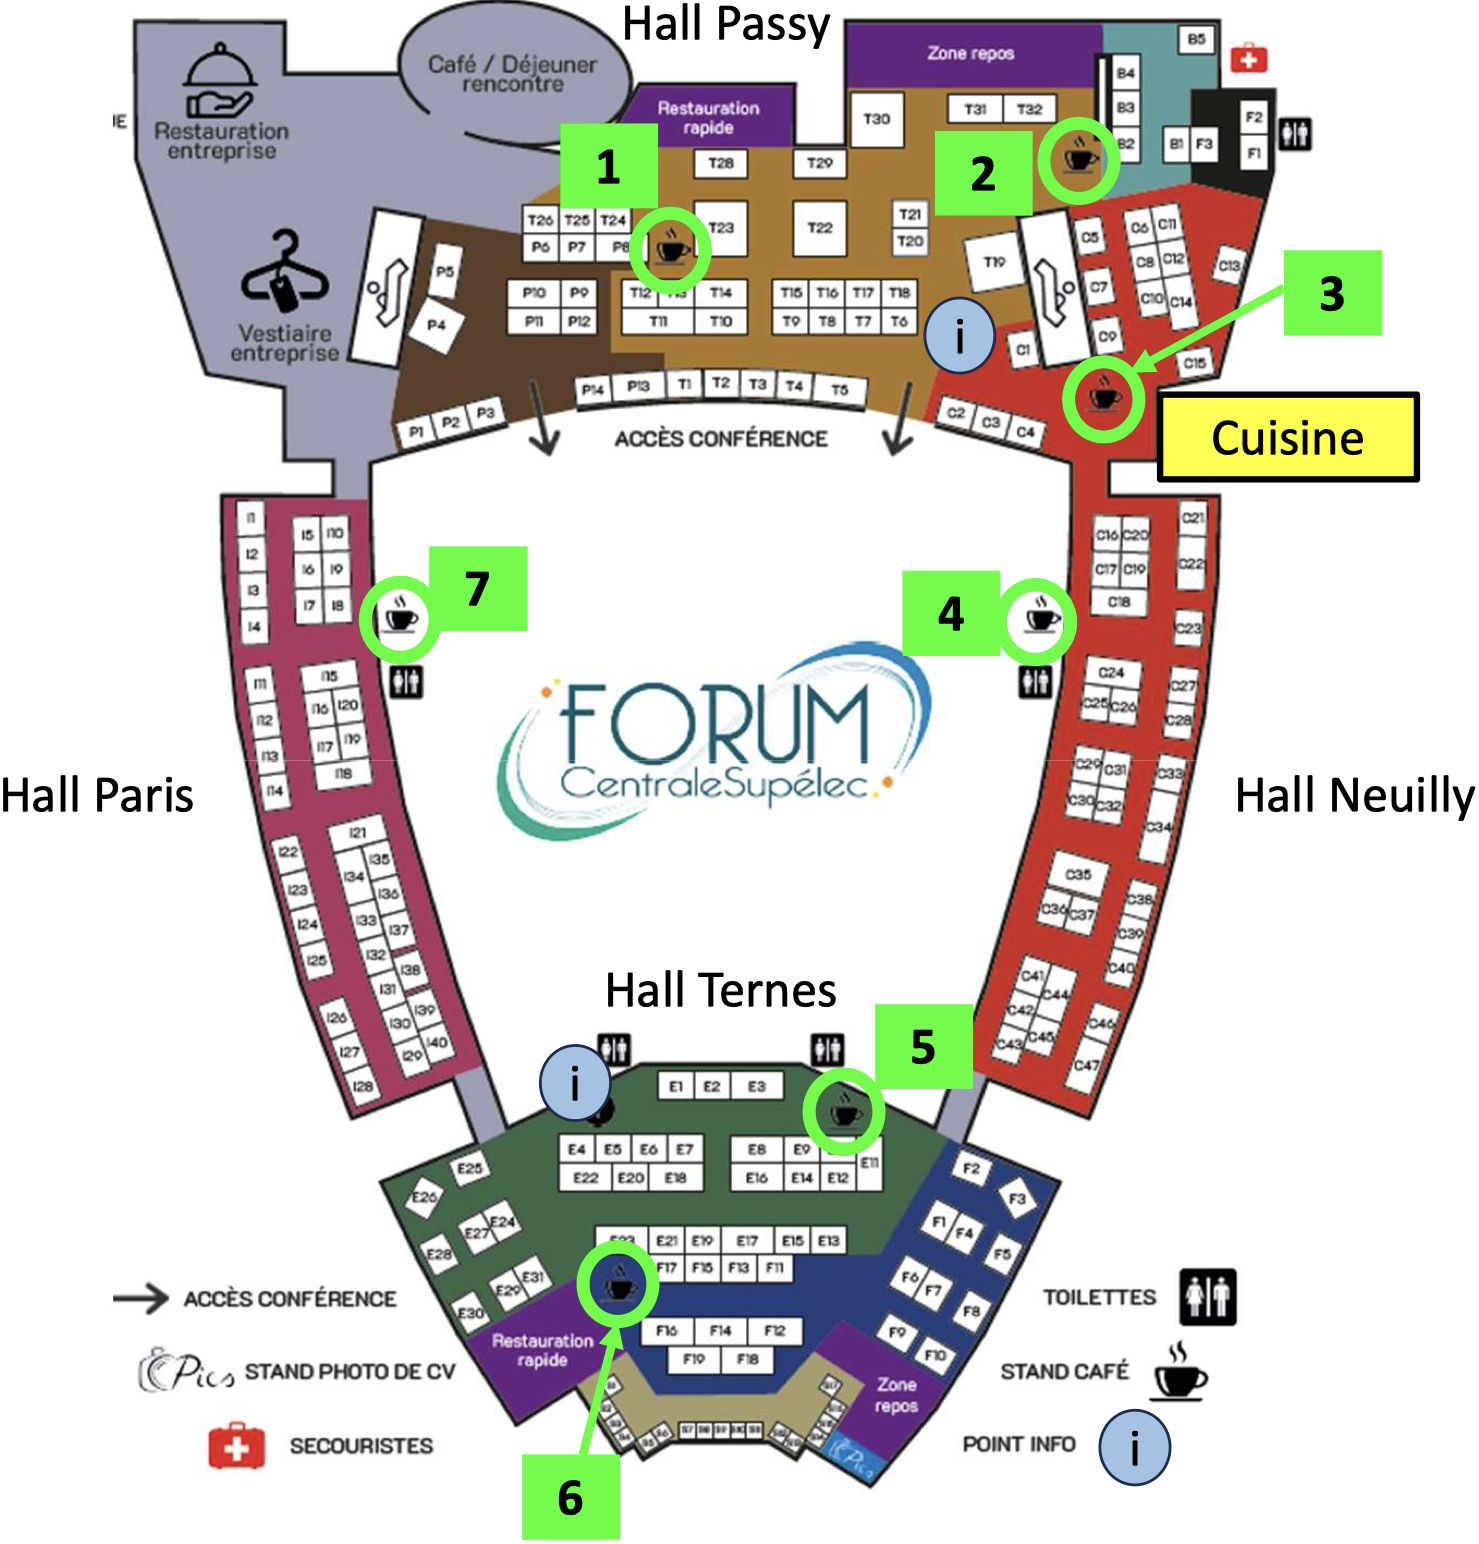 Hall Passy
Café / Déjeuner
rencontre
Zone repos
B5
Restauration
entreprise
Restauration
rapide
T30
T31
T32
B4
B3
B2
B1
F3
F2
F1
1
2
T28
T29
T26
T25
T24
T23
T22
T21
T20
P6
P7
P8
T19
C5
C6
C11
C8
C12
C13
C7
C10
C14
P5
P4
P10
P9
P11
P12
T12
T14
T11
T10
T15
T16
T17
T18
T9
T8
T7
T6
i
C1
C9
C15
3
Vestiaire
entreprise
P14
P13
T1
T2
T3
T4
T5
P1
P2
P3
C2
C3
C4
ACCÈS CONFÉRENCE
Cuisine
I1
I2
I3
I4
I5
I10
I6
I9
I7
I8
7
4
C16
C20
C17
C19
C18
C21
C22
C23
I11
I12
I13
I14
I15
I16
I20
I17
I19
I18
FORUM
CentraleSupélec
C24
C25
C26
C27
C28
C29
C31
C30
C32
C33
C34
Hall Paris
Hall Neuilly
I22
I23
I24
I25
I21
I35
I34
I36
I33
I37
I32
I38
I31
I39
I30
I40
I29
I26
I27
I28
C35
C36
C37
C38
C39
C40
C41
C44
C42
C45
C43
C46
C47
Hall Ternes
5
i
E1
E2
E3
E4
E5
E6
E7
E22
E20
E18
E8
E9
E11
E16
E14
E12
E25
E26
E24
E27
E28
E31
E29
E30
E23
E21
E19
E17
E15
E13
F17
F15
F13
F11
F2
F3
F1
F4
F5
F6
F7
F8
F9
F10
F16
F14
F12
F19
F18
Restauration
rapide
Zone
repos
S7
S8
S9
S10
S11
S17
Pics
6
ACCÈS CONFÉRENCE
Pics STAND PHOTO DE CV
SECOURISTES
TOILETTES
STAND CAFÉ
POINT INFO
i